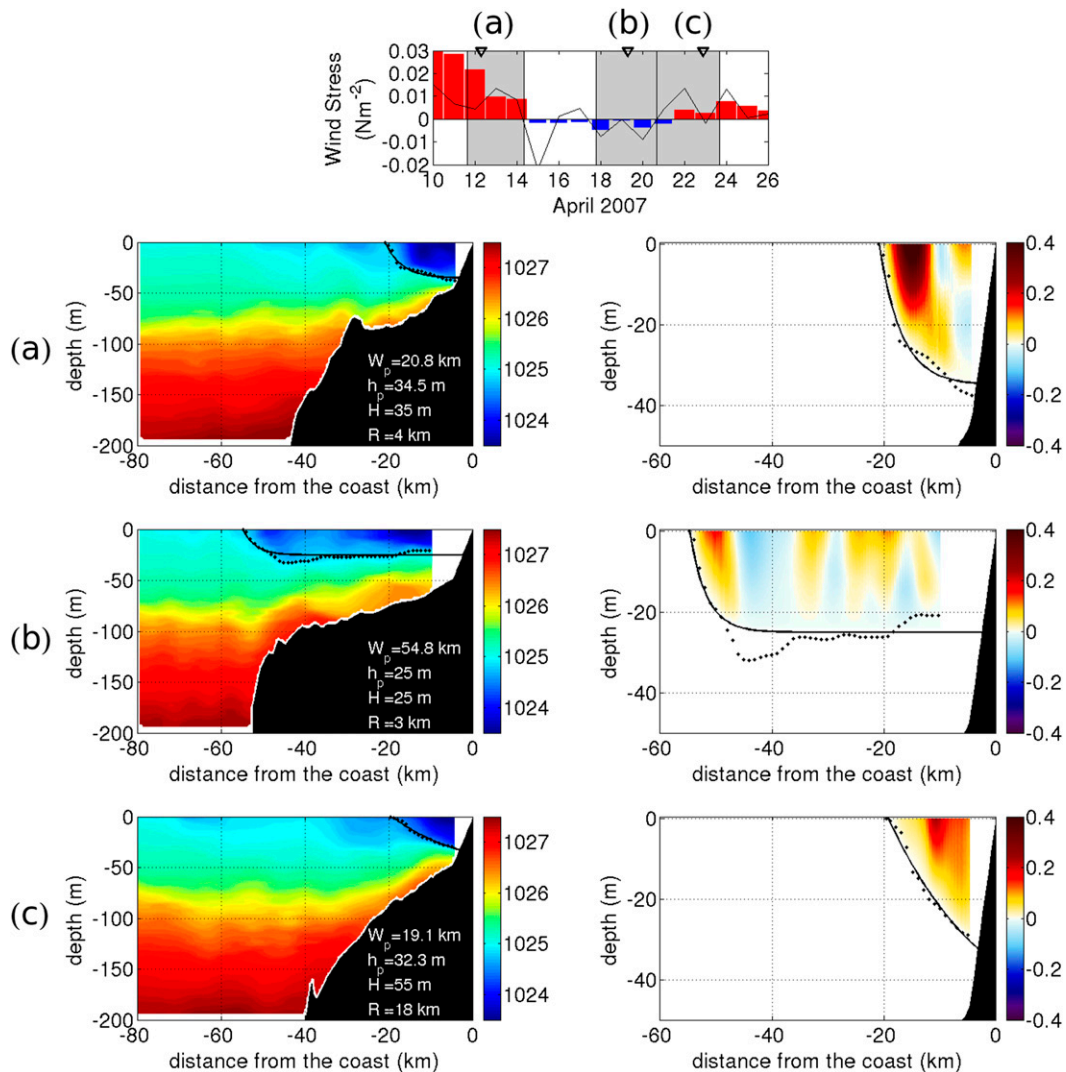 (a) (b) (c)
Wind Stress
(Nm⁻²)
0.03
0.02
0.01
0
-0.01
-0.02
10 12 14 16 18 20 22 24 26
April 2007
(a)
depth (m)
0
-50
-100
-150
-200
-80 -60 -40 -20 0
distance from the coast (km)
Wp=20.8 km
hp=34.5 m
H =35 m
R =4 km
1027
1026
1025
1024
depth (m)
0
-20
-40
-60 -40 -20 0
distance from the coast (km)
0.4
0.2
0
-0.2
-0.4
(b)
depth (m)
0
-50
-100
-150
-200
-80 -60 -40 -20 0
distance from the coast (km)
Wp=54.8 km
hp=25 m
H =25 m
R =3 km
1027
1026
1025
1024
depth (m)
0
-20
-40
-60 -40 -20 0
distance from the coast (km)
0.4
0.2
0
-0.2
-0.4
(c)
depth (m)
0
-50
-100
-150
-200
-80 -60 -40 -20 0
distance from the coast (km)
Wp=19.1 km
hp=32.3 m
H =55 m
R =18 km
1027
1026
1025
1024
depth (m)
0
-20
-40
-60 -40 -20 0
distance from the coast (km)
0.4
0.2
0
-0.2
-0.4